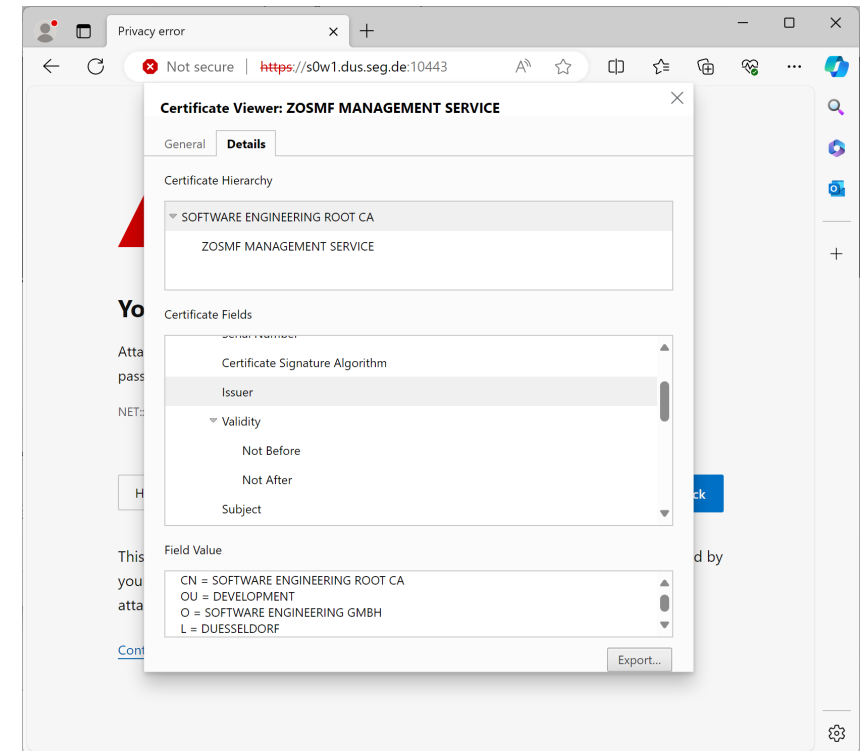 Privacy error
Not secure | https://s0w1.dus.seg.de:10443
Certificate Viewer: ZOSMF MANAGEMENT SERVICE
General Details
Certificate Hierarchy
SOFTWARE ENGINEERING ROOT CA
ZOSMF MANAGEMENT SERVICE
Yo
Certificate Fields
Serial Number
Atta
Certificate Signature Algorithm
pass
Issuer
NET::
Validity
Not Before
Not After
H
ck
Subject
Field Value
This
d by
CN = SOFTWARE ENGINEERING ROOT CA
you
OU = DEVELOPMENT
atta
O = SOFTWARE ENGINEERING GMBH
L = DUESSELDORF
Cont
Export...